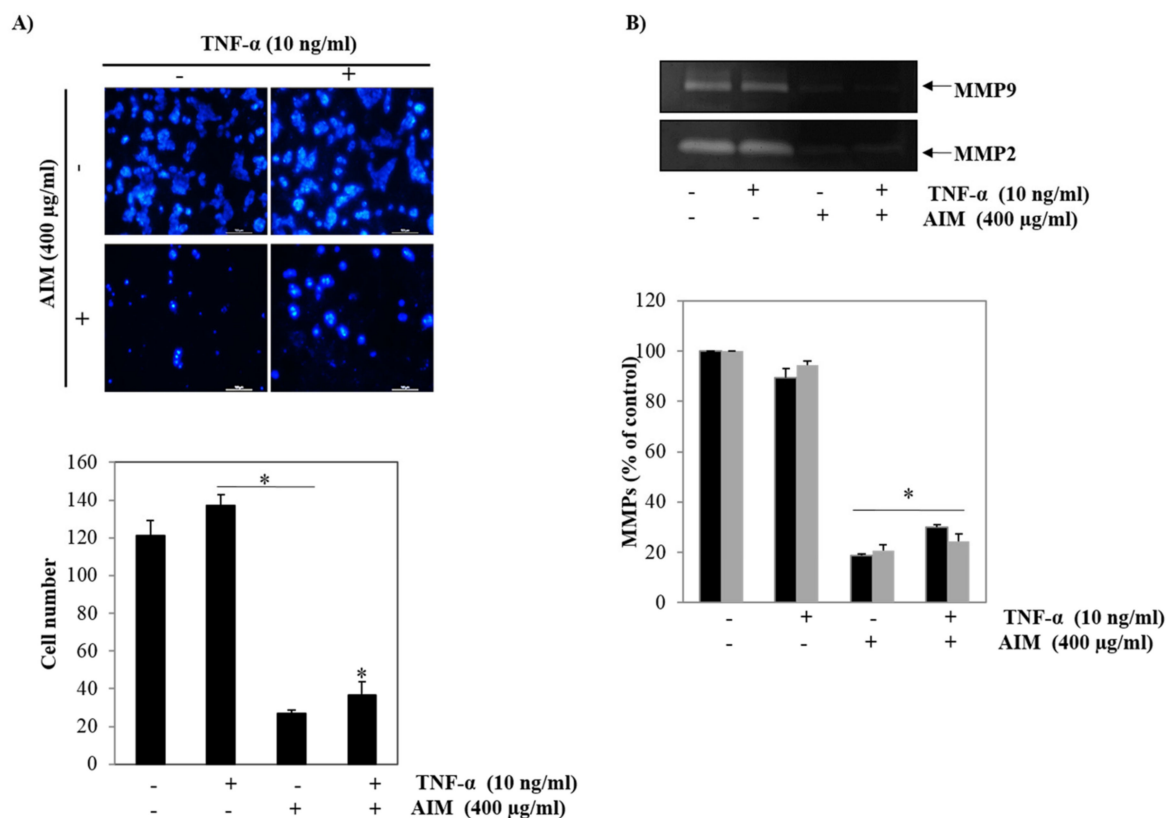 A)
TNF-α (10 ng/ml)
- +
AIM (400 µg/ml)
-
+
160
140
120
100
80
60
40
20
0
Cell number
*
*
- + - + TNF-α (10 ng/ml)
- - + + AIM (400 µg/ml)
B)
MMP9
MMP2
- + - + TNF-α (10 ng/ml)
- - + + AIM (400 µg/ml)
120
100
80
60
40
20
0
MMPs (% of control)
*
- + - + TNF-α (10 ng/ml)
- - + + AIM (400 µg/ml)